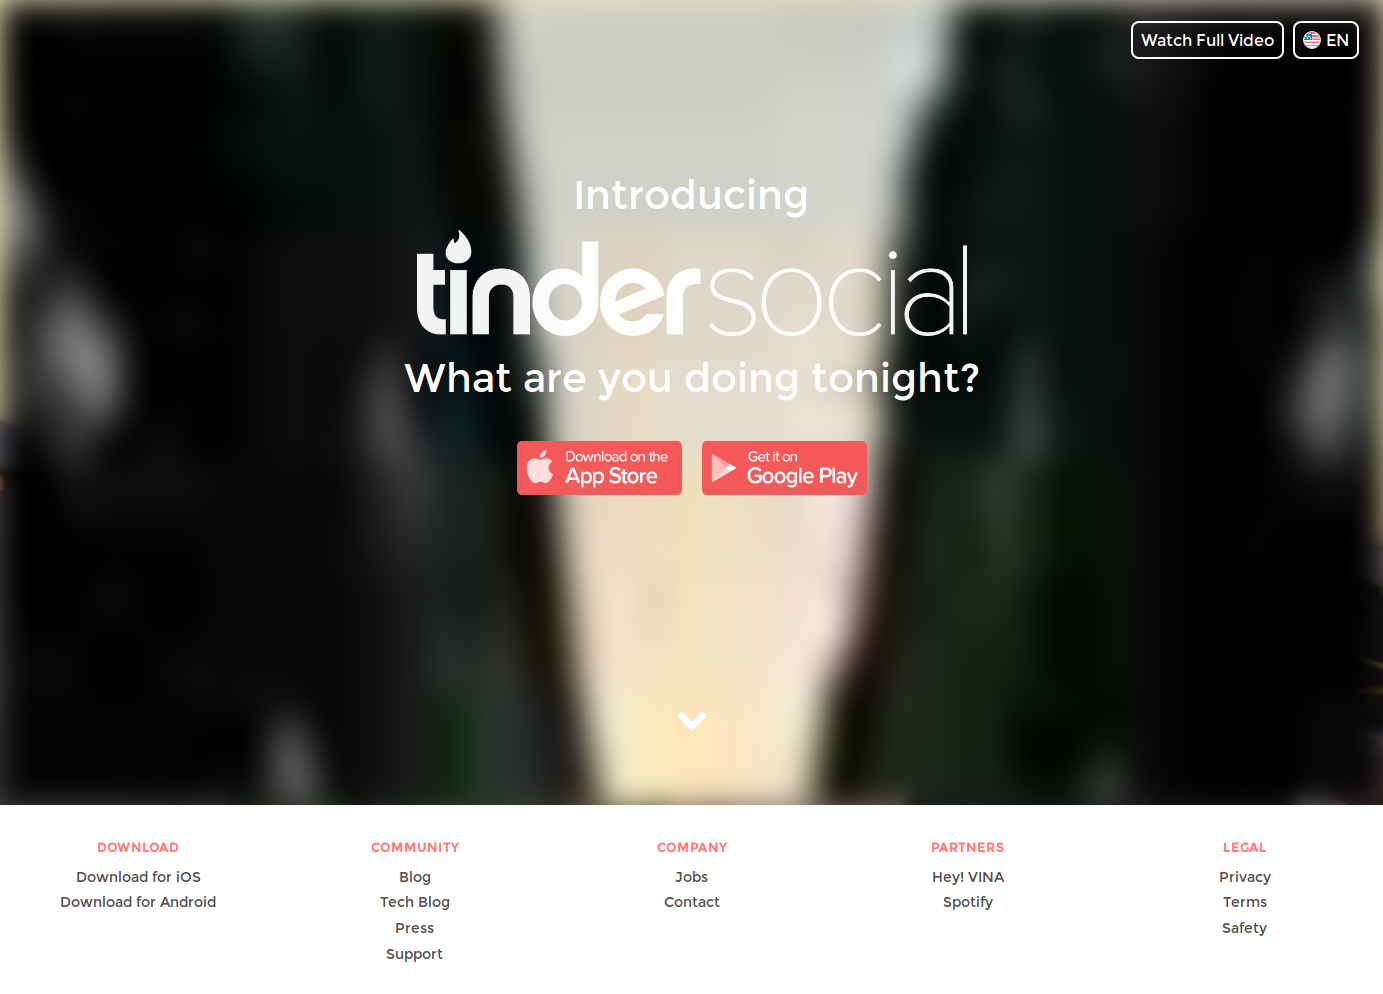 Watch Full Video
EN
Introducing
tinder social
What are you doing tonight?
Download on the
App Store
Get it on
Google Play
DOWNLOAD
Download for iOS
Download for Android
COMMUNITY
Blog
Tech Blog
Press
Support
COMPANY
Jobs
Contact
PARTNERS
Hey! VINA
Spotify
LEGAL
Privacy
Terms
Safety